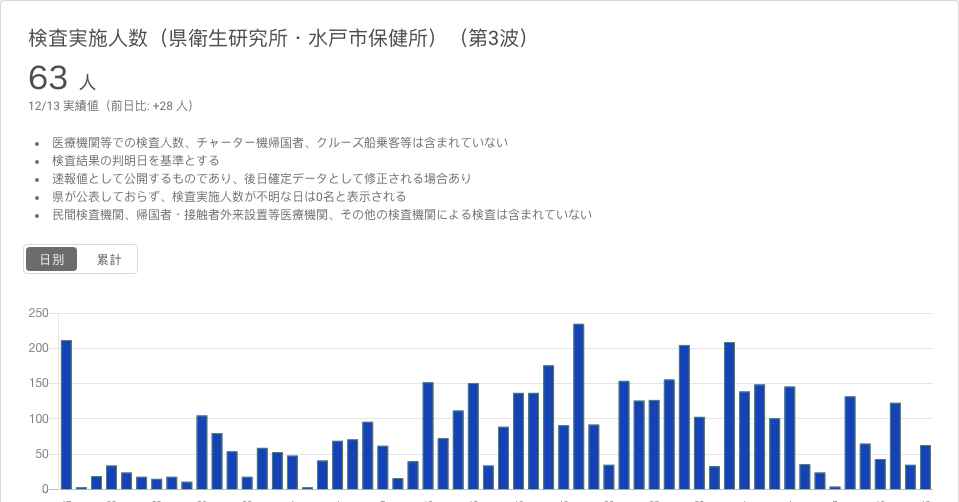 検査実施人数（県衛生研究所・水戸市保健所）（第3波）
63 人
12/13 実績値（前日比: +28 人）
• 医療機関等での検査人数、チャーター機帰国者、クルーズ船乗客等は含まれていない
• 検査結果の判明日を基準とする
• 速報値として公開するものであり、後日確定データとして修正される場合あり
• 県が公表しておらず、検査実施人数が不明な日は0名と表示される
• 民間検査機関、帰国者・接触者外来設置等医療機関、その他の検査機関による検査は含まれていない
日別 累計
250
200
150
100
50
0